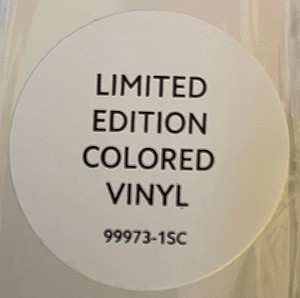 LIMITED
EDITION
COLORED
VINYL
99973-1SC